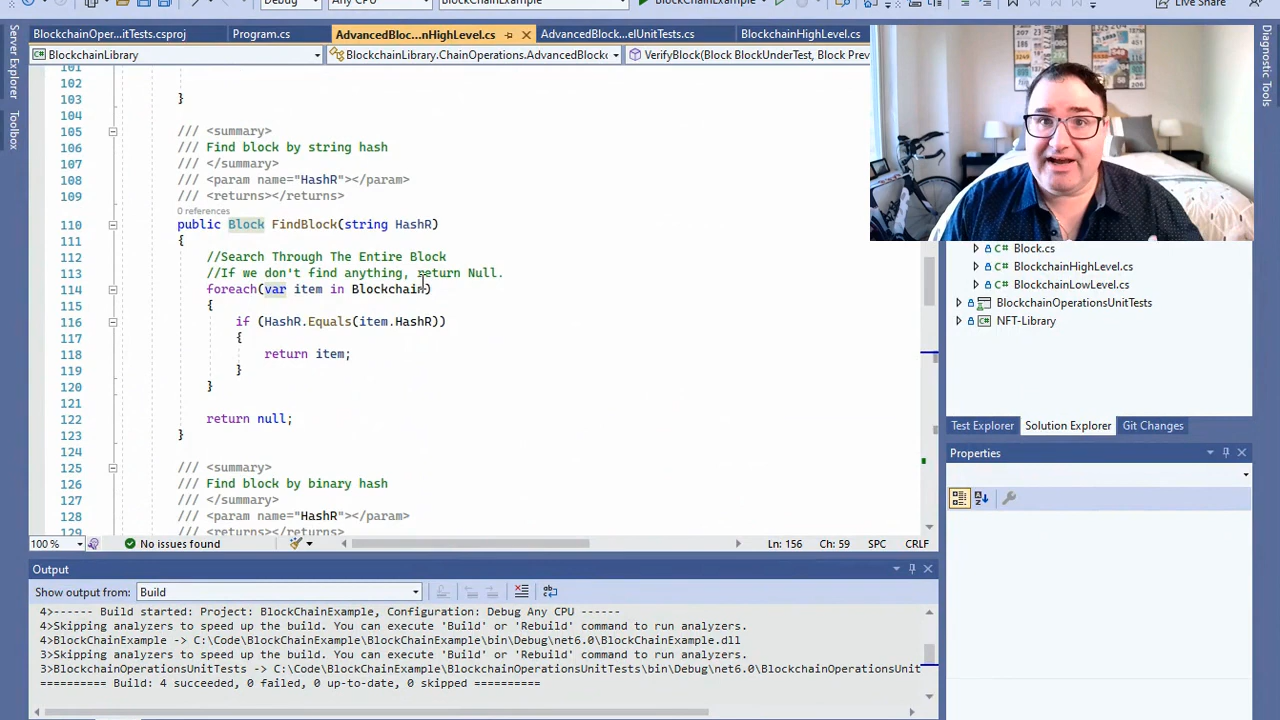 Debug
Any CPU
BlockChainExample
BlockChainExample
Live Share
BlockchainOper...itTests.csproj
Program.cs
AdvancedBloc...nHighLevel.cs
AdvancedBlock...elUnitTests.cs
BlockchainHighLevel.cs
BlockchainLibrary
BlockchainLibrary.ChainOperations.AdvancedBlockc
VerifyBlock(Block BlockUnderTest, Block Prev
Server Explorer
Toolbox
Diagnostic Tools
101
102
103 }
104
105 /// <summary>
106 /// Find block by string hash
107 /// </summary>
108 /// <param name="HashR"></param>
109 /// <returns></returns>
0 references
110 public Block FindBlock(string HashR)
111 {
112 //Search Through The Entire Block
113 //If we don't find anything, return Null.
114 foreach(var item in Blockchain)
115 {
116 if (HashR.Equals(item.HashR))
117 {
118 return item;
119 }
120 }
121
122 return null;
123 }
124
125 /// <summary>
126 /// Find block by binary hash
127 /// </summary>
128 /// <param name="HashR"></param>
129 /// <returns></returns>
100 %
No issues found
Ln: 156
Ch: 59
SPC
CRLF
C# Block.cs
C# BlockchainHighLevel.cs
C# BlockchainLowLevel.cs
BlockchainOperationsUnitTests
NFT-Library
Test Explorer
Solution Explorer
Git Changes
Properties
Output
Show output from:
Build
4>------ Build started: Project: BlockChainExample, Configuration: Debug Any CPU ------
4>Skipping analyzers to speed up the build. You can execute 'Build' or 'Rebuild' command to run analyzers.
4>BlockChainExample -> C:\Code\BlockChainExample\BlockChainExample\bin\Debug\net6.0\BlockChainExample.dll
3>Skipping analyzers to speed up the build. You can execute 'Build' or 'Rebuild' command to run analyzers.
3>BlockchainOperationsUnitTests -> C:\Code\BlockChainExample\BlockchainOperationsUnitTests\bin\Debug\net6.0\BlockchainOperationsUnit
========== Build: 4 succeeded, 0 failed, 0 up-to-date, 0 skipped ==========